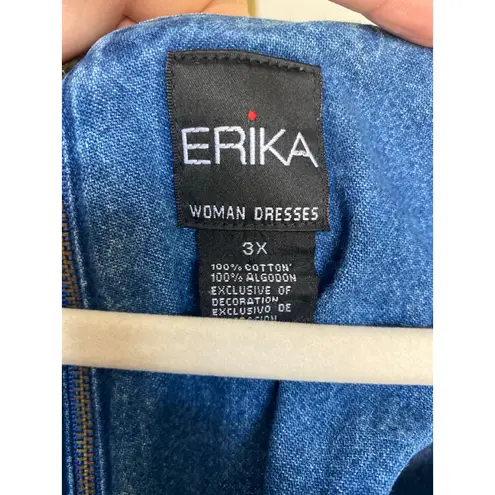 ERiKA
WOMAN DRESSES
3X
100% COTTON
100% ALGODON
EXCLUSIVE OF
DECORATION
EXCLUSIVO DE